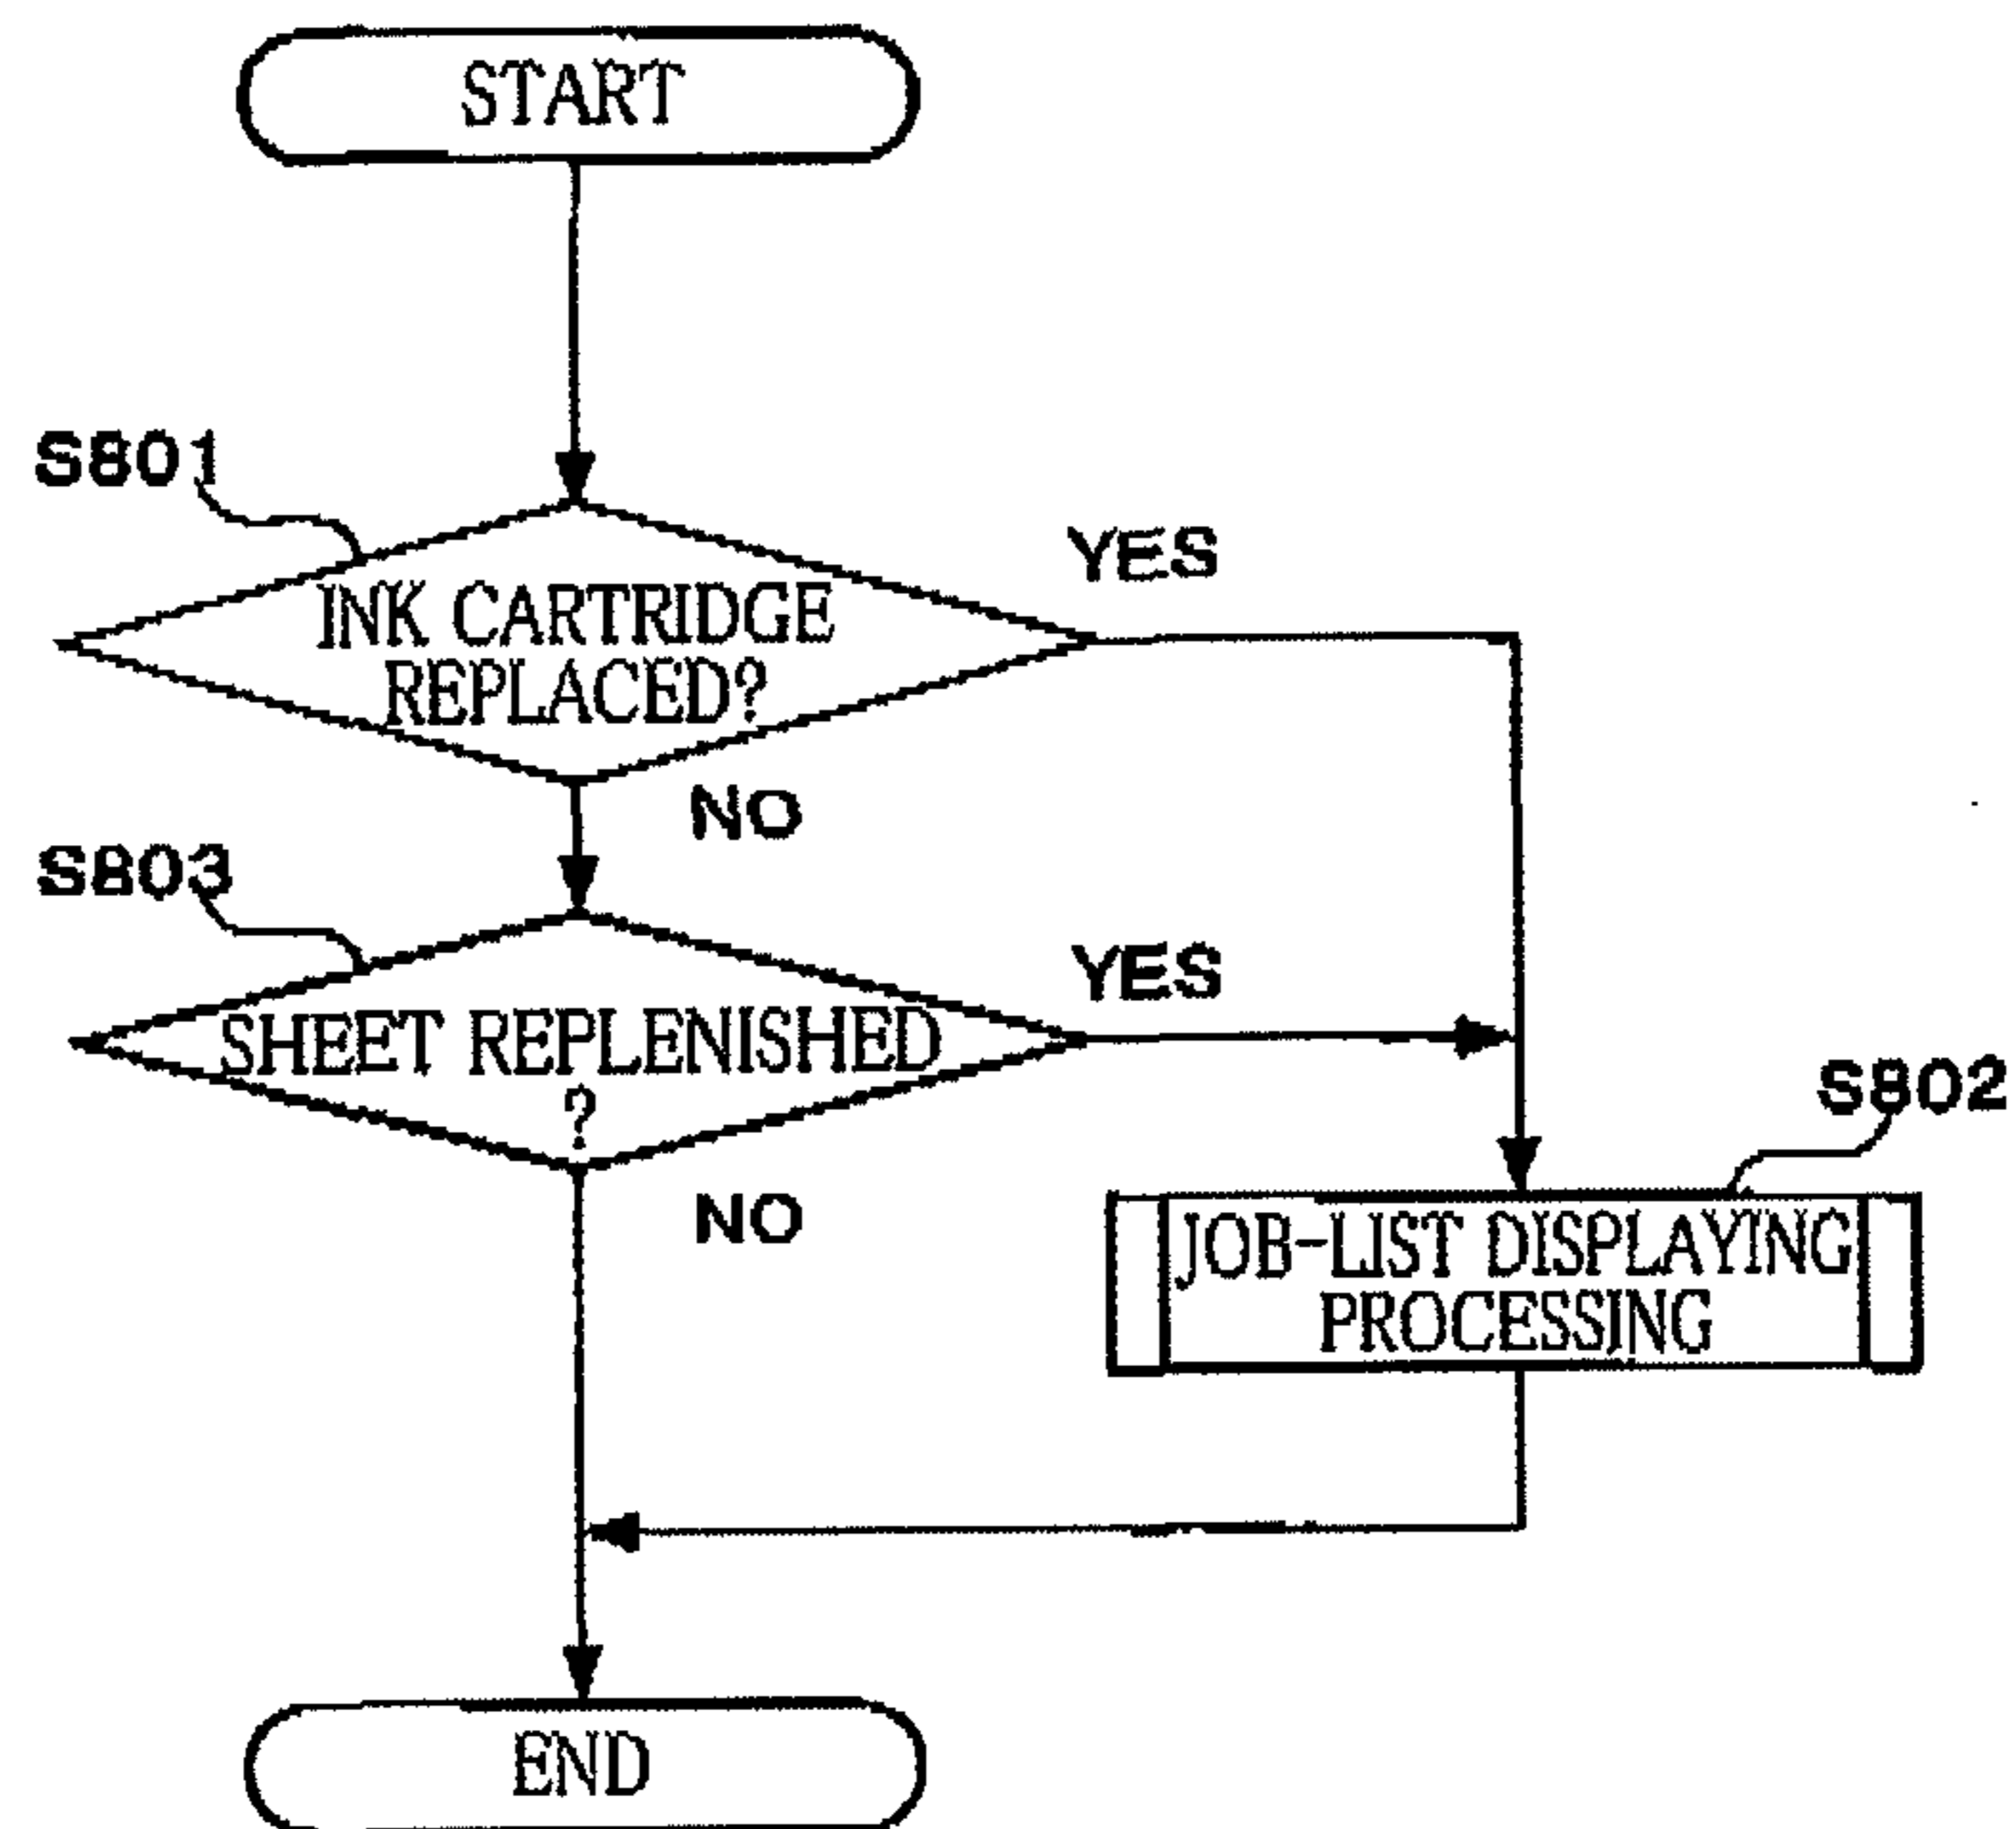 START
S801
YES
INK CARTRIDGE
REPLACED?
NO
S803
YES
SHEET REPLENISHED
?
S802
NO
JOB-LIST DISPLAYING
PROCESSING
END